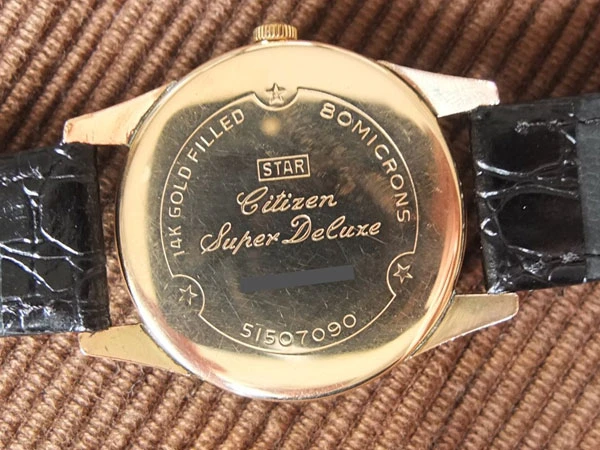 14K GOLD FILLED
80MICRONS
STAR
Citizen
Super DeLuxe
51507090